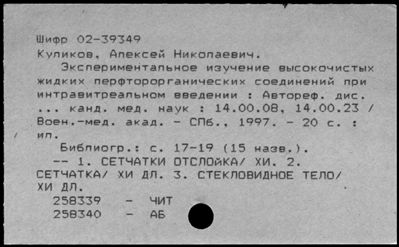 Шифр 02-39349
Куликов, Алексей Николаевич.
Экспериментальное изучение высокочистых
жидких перфторорганических соединений при
интравитреальном введении : Автореф. дис.
... канд. мед. наук : 14.00.08, 14.00.23 /
Воен.-мед. акад. - СПб., 1997. - 20 с. :
ил.
Библиогр.: с. 17-19 (15 назв.).
-- 1. СЕТЧАТКИ ОТСЛОЙКА/ ХИ. 2.
СЕТЧАТКА/ ХИ ДЛ. 3. СТЕКЛОВИДНОЕ ТЕЛО/
ХИ ДЛ.
258339 - ЧИТ
258340 - АБ